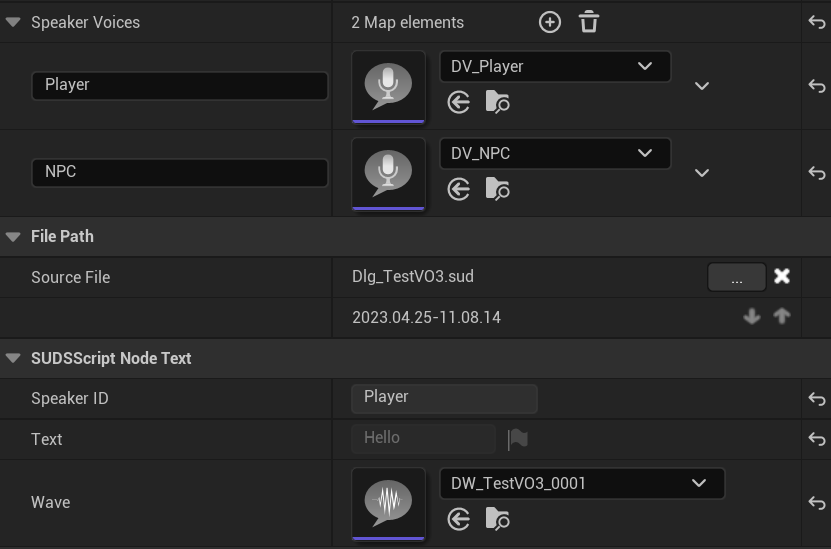 Speaker Voices 2 Map elements
Player DV_Player
NPC DV_NPC
File Path
Source File Dlg_TestVO3.sud ...
2023.04.25-11.08.14
SUDSScript Node Text
Speaker ID Player
Text Hello
Wave DW_TestVO3_0001